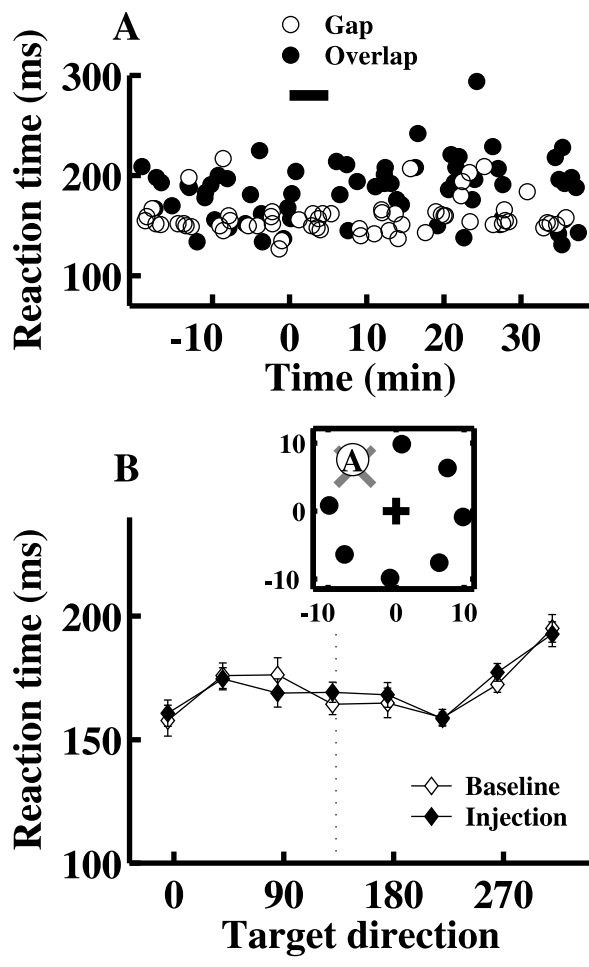 A
Gap
Overlap
Reaction time (ms)
300
200
100
-10 0 10 20 30
Time (min)
B
10
0
-10
A
-10 0 10
Reaction time (ms)
200
150
100
Baseline
Injection
0 90 180 270
Target direction